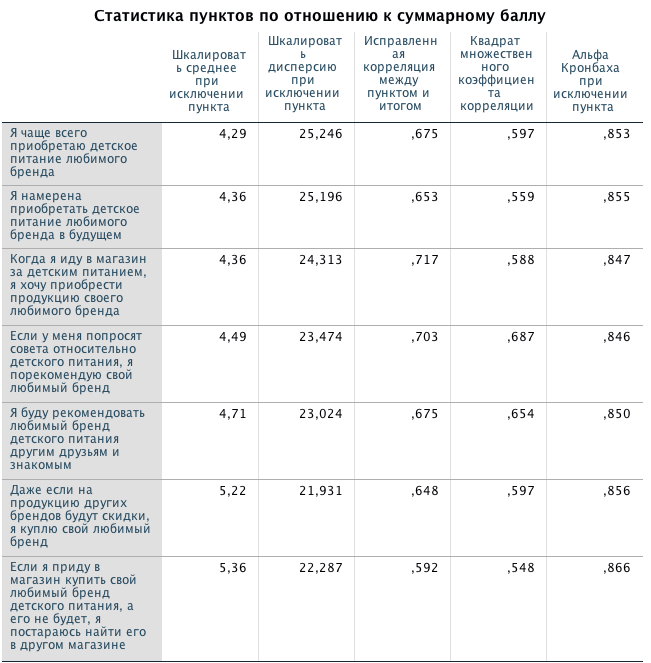 Статистика пунктов по отношению к суммарному баллу
Шкалироват
ь среднее
при
исключении
пункта
Шкалироват
ь
дисперсию
при
исключении
пункта
Исправленн
ая
корреляция
между
пунктом и
итогом
Квадрат
множествен
ного
коэффициен
та
корреляции
Альфа
Кронбаха
при
исключении
пункта
Я чаще всего
приобретаю детское
питание любимого
бренда
4,29 25,246 ,675 ,597 ,853
Я намерена
приобретать детское
питание любимого
бренда в будущем
4,36 25,196 ,653 ,559 ,855
Когда я иду в магазин
за детским питанием,
я хочу приобрести
продукцию своего
любимого бренда
4,36 24,313 ,717 ,588 ,847
Если у меня попросят
совета относительно
детского питания, я
порекомендую свой
любимый бренд
4,49 23,474 ,703 ,687 ,846
Я буду рекомендовать
любимый бренд
детского питания
другим друзьям и
знакомым
4,71 23,024 ,675 ,654 ,850
Даже если на
продукцию других
брендов будут скидки,
я куплю свой любимый
бренд
5,22 21,931 ,648 ,597 ,856
Если я приду в
магазин купить свой
любимый бренд
детского питания, а
его не будет, я
постараюсь найти его
в другом магазине
5,36 22,287 ,592 ,548 ,866